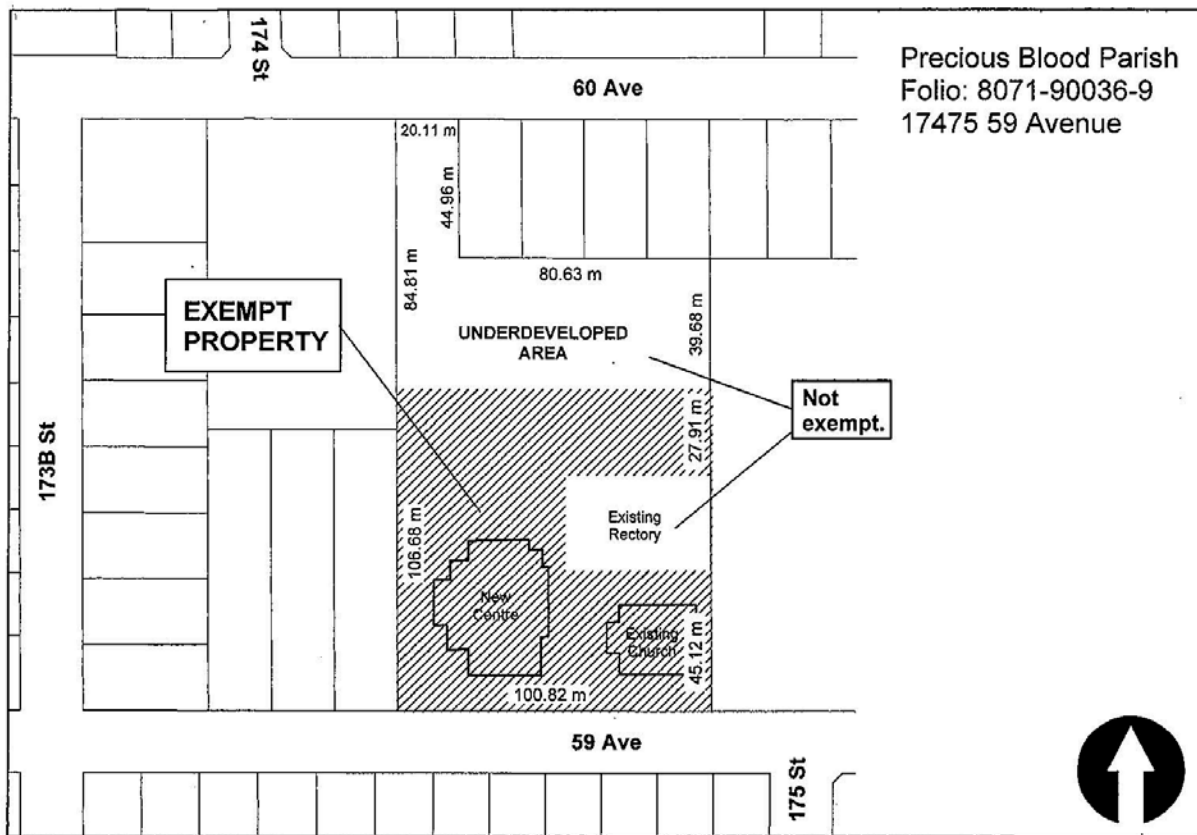 174 St
60 Ave
Precious Blood Parish
Folio: 8071-90036-9
17475 59 Avenue
20.11 m
44.96 m
84.81 m
80.63 m
39.68 m
EXEMPT
PROPERTY
UNDERDEVELOPED
AREA
Not
exempt.
27.91 m
173B St
106.68 m
Existing
Rectory
New
Centre
Existing
Church
45.12 m
100.82 m
59 Ave
175 St